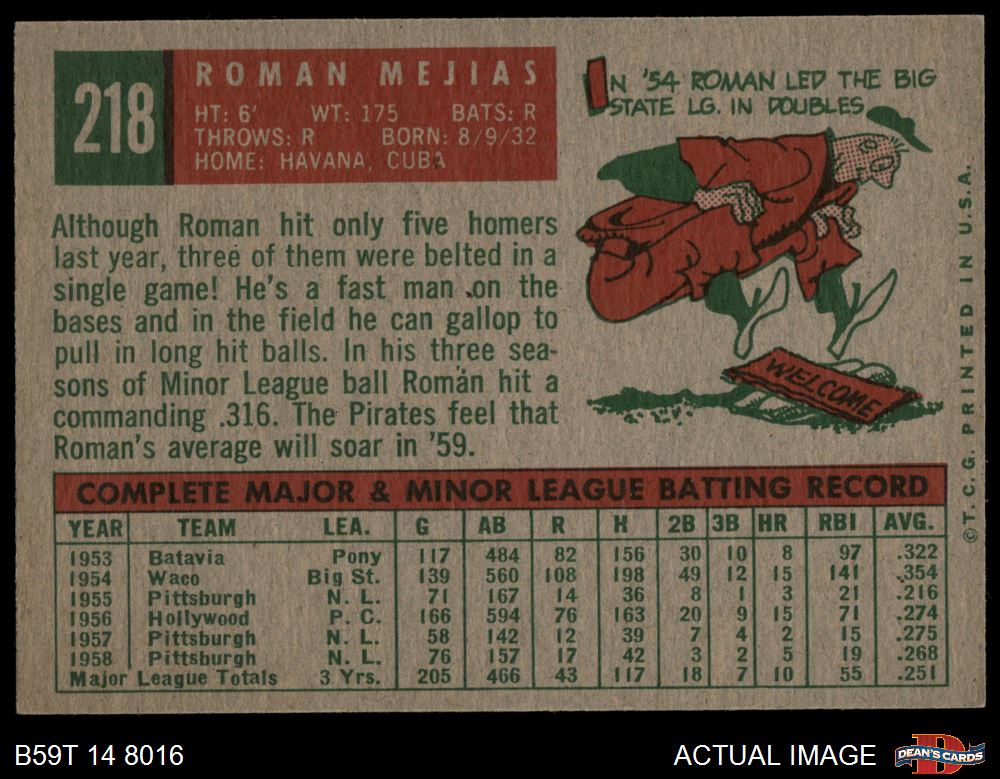 218
ROMAN MEJIAS
HT: 6' WT: 175 BATS: R
THROWS: R BORN: 8/9/32
HOME: HAVANA, CUBA
IN '54 ROMAN LED THE BIG
STATE LG. IN DOUBLES
WELCOME
Although Roman hit only five homers
last year, three of them were belted in a
single game! He's a fast man on the
bases and in the field he can gallop to
pull in long hit balls. In his three sea-
sons of Minor League ball Roman hit a
commanding .316. The Pirates feel that
Roman's average will soar in '59.
COMPLETE MAJOR & MINOR LEAGUE BATTING RECORD
YEAR TEAM LEA. G AB R H 2B 3B HR RBI AVG.
1953 Batavia Pony 117 484 82 156 30 10 8 97 .322
1954 Waco Big St. 139 560 108 198 49 12 15 141 .354
1955 Pittsburgh N. L. 71 167 14 36 8 1 3 21 .216
1956 Hollywood P. C. 166 594 76 163 20 9 15 71 .274
1957 Pittsburgh N. L. 58 142 12 39 7 4 2 15 .275
1958 Pittsburgh N. L. 76 157 17 42 3 2 5 19 .268
Major League Totals 3 Yrs. 205 466 43 117 18 7 10 55 .251
© T. C. G. PRINTED IN U.S.A.
B59T 14 8016
ACTUAL IMAGE
DEAN'S CARDS